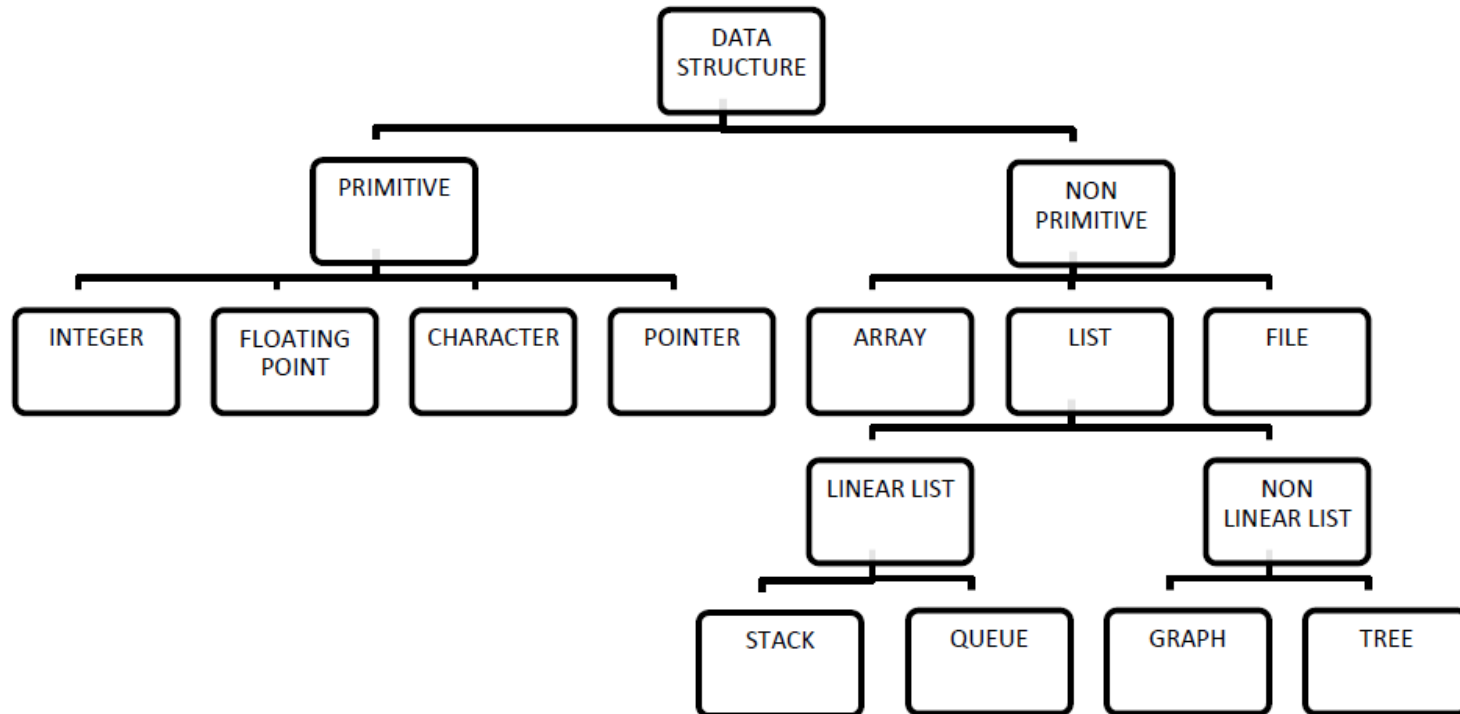 DATA
STRUCTURE
PRIMITIVE
NON
PRIMITIVE
INTEGER
FLOATING
POINT
CHARACTER
POINTER
ARRAY
LIST
FILE
LINEAR LIST
NON
LINEAR LIST
STACK
QUEUE
GRAPH
TREE